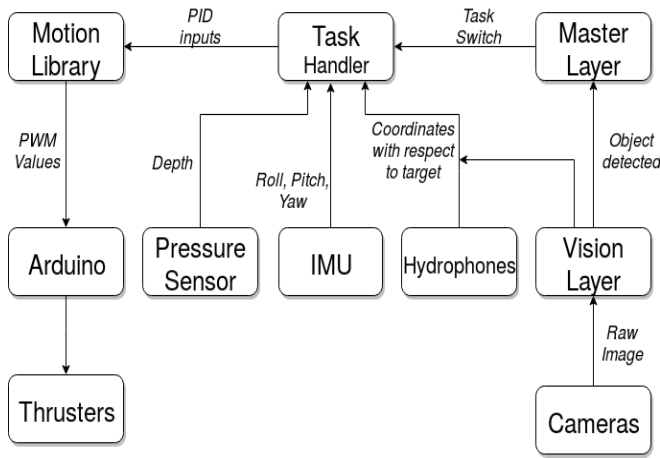 Motion
Library
PID
inputs
Task
Handler
Task
Switch
Master
Layer
PWM
Values
Depth
Roll, Pitch,
Yaw
Coordinates
with respect
to target
Object
detected
Arduino
Pressure
Sensor
IMU
Hydrophones
Vision
Layer
Raw
Image
Thrusters
Cameras